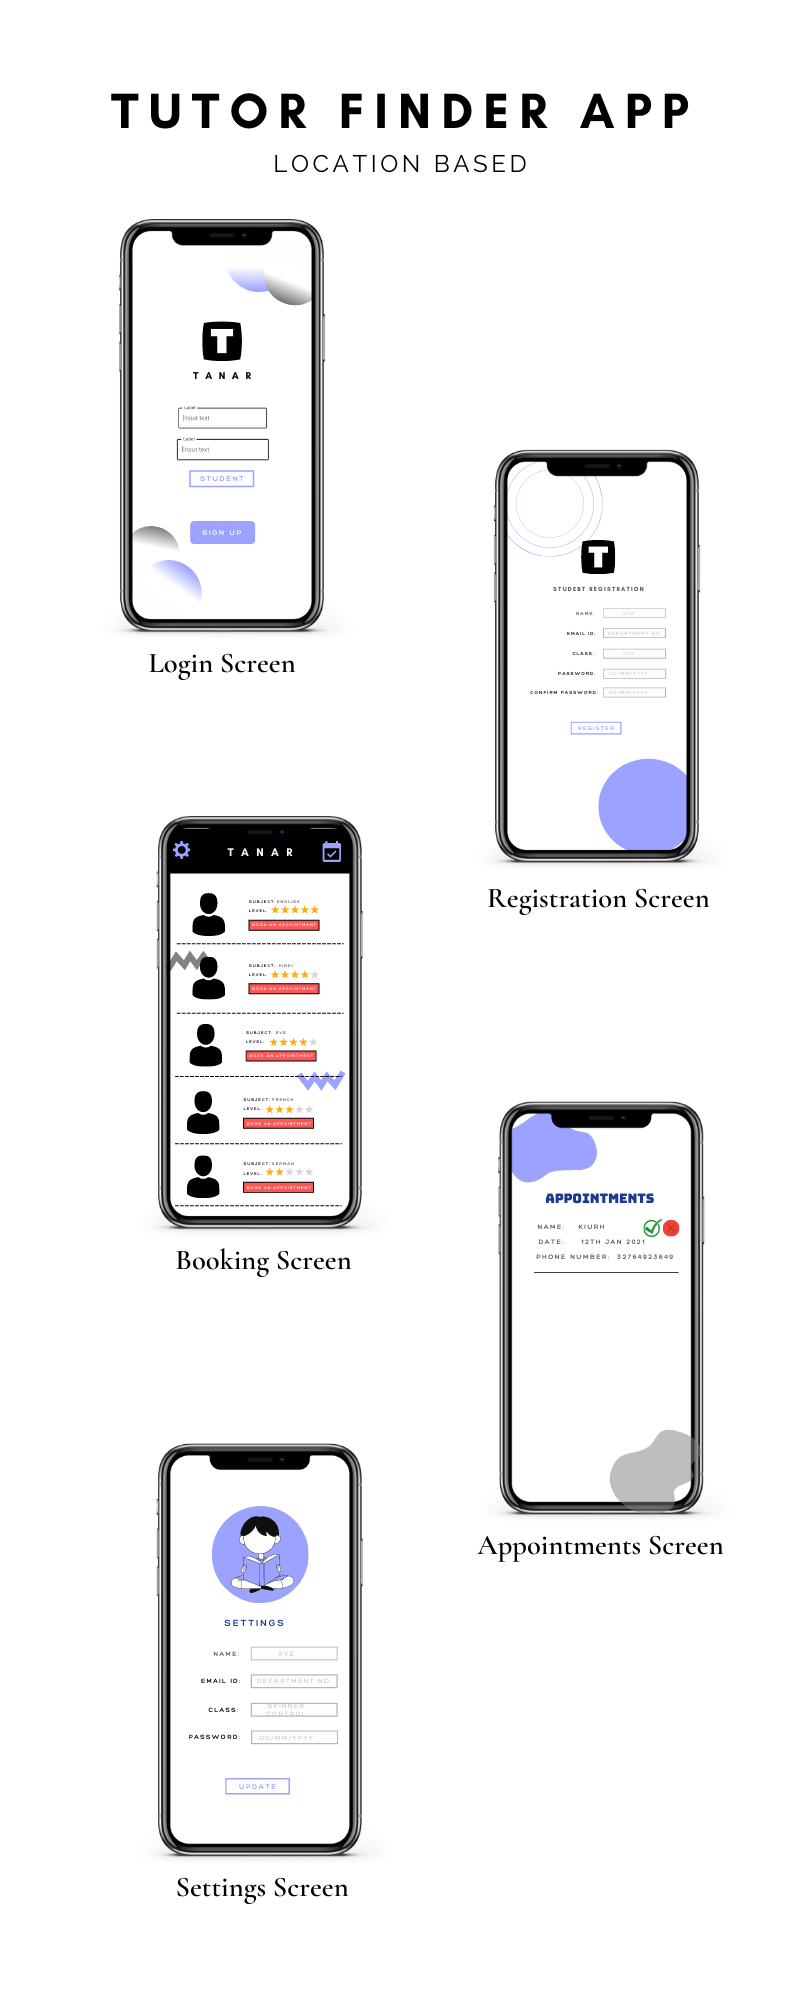 TUTOR FINDER APP
LOCATION BASED
T
TANAR
Label
Input text
Label
Input text
STUDENT
SIGN UP
Login Screen
T
STUDEBT REGISTRATION
NAME: XYZ
EMAIL ID: DEPARTMENT NO
CLASS: XYZ
PASSWORD: DD/MM/YYYY
CONFIRM PASSWORD: DD/MM/YYYY
REGISTER
Registration Screen
TANAR
SUBJECT: ENGLISH
LEVEL:
BOOK AN APPOINTMENT
SUBJECT: HINDI
LEVEL:
BOOK AN APPOINTMENT
SUBJECT: EVS
LEVEL:
BOOK AN APPOINTMENT
SUBJECT: FRENCH
LEVEL:
BOOK AN APPOINTMENT
SUBJECT: GERMAN
LEVEL:
BOOK AN APPOINTMENT
Booking Screen
APPOINTMENTS
NAME: KIURH
DATE: 12TH JAN 2021
PHONE NUMBER: 32764923649
Appointments Screen
SETTINGS
NAME: XYZ
EMAIL ID: DEPARTMENT NO
CLASS: SPINNER
CONTROL
PASSWORD: DD/MM/YYYY
UPDATE
Settings Screen